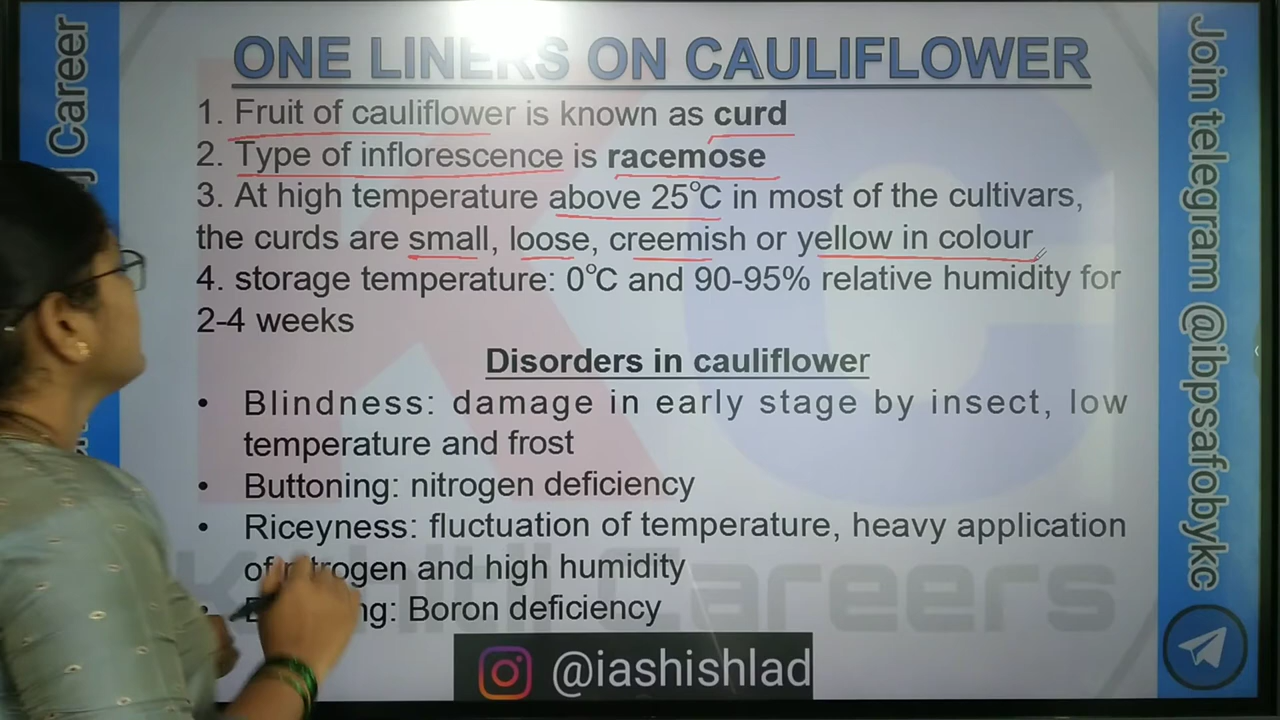 ONE LINERS ON CAULIFLOWER
1. Fruit of cauliflower is known as curd
2. Type of inflorescence is racemose
3. At high temperature above 25°C in most of the cultivars,
the curds are small, loose, creemish or yellow in colour
4. storage temperature: 0°C and 90-95% relative humidity for
2-4 weeks
Disorders in cauliflower
• Blindness: damage in early stage by insect, low
temperature and frost
• Buttoning: nitrogen deficiency
• Riceyness: fluctuation of temperature, heavy application
of nitrogen and high humidity
• Boron deficiency
@iashishlad
Career
Join telegram @ibpsafobykc
KC
Careers